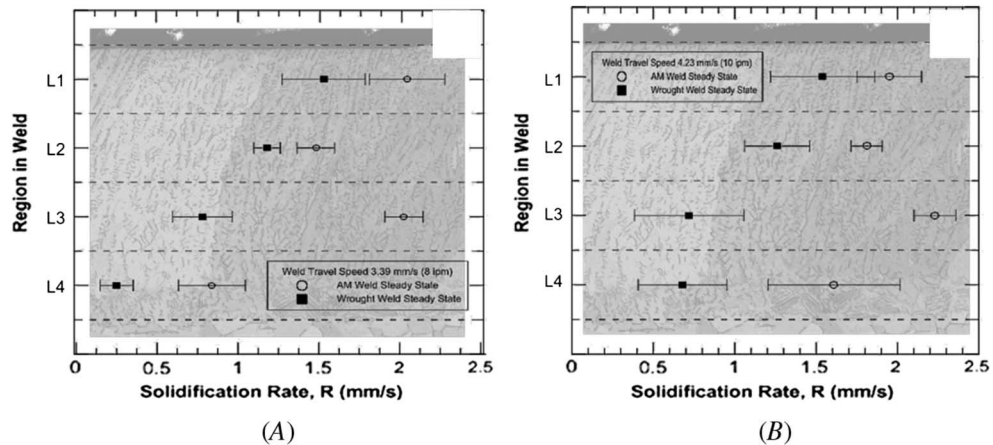 Region in Weld
L1
L2
L3
L4
Weld Travel Speed 3.39 mm/s (8 ipm)
AM Weld Steady State
Wrought Weld Steady State
0 0.5 1 1.5 2 2.5
Solidification Rate, R (mm/s)
(A)
Region in Weld
L1
L2
L3
L4
Weld Travel Speed 4.23 mm/s (10 ipm)
AM Weld Steady State
Wrought Weld Steady State
0 0.5 1 1.5 2 2.5
Solidification Rate, R (mm/s)
(B)